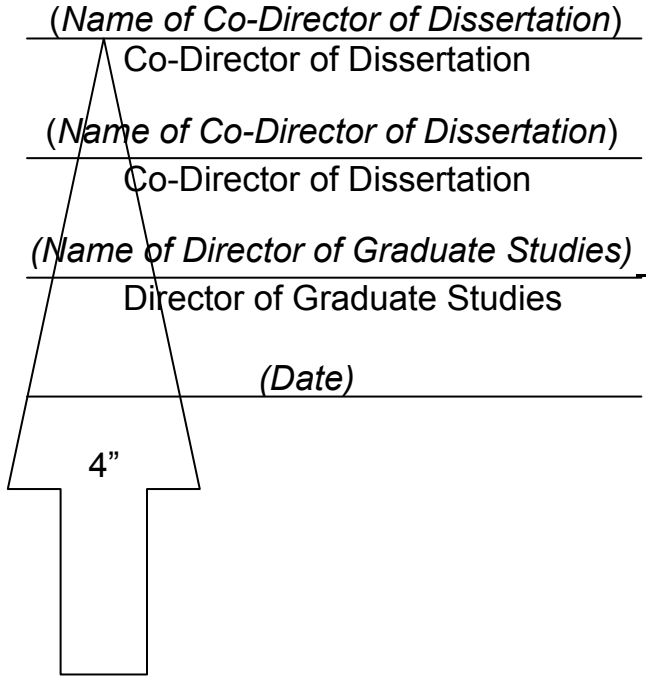 (Name of Co-Director of Dissertation)
Co-Director of Dissertation
(Name of Co-Director of Dissertation)
Co-Director of Dissertation
(Name of Director of Graduate Studies)
Director of Graduate Studies
(Date)
4”